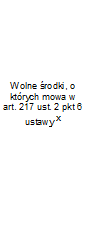 Wolne środki, o
których mowa w
art. 217 ust. 2 pkt 6
ustawy x